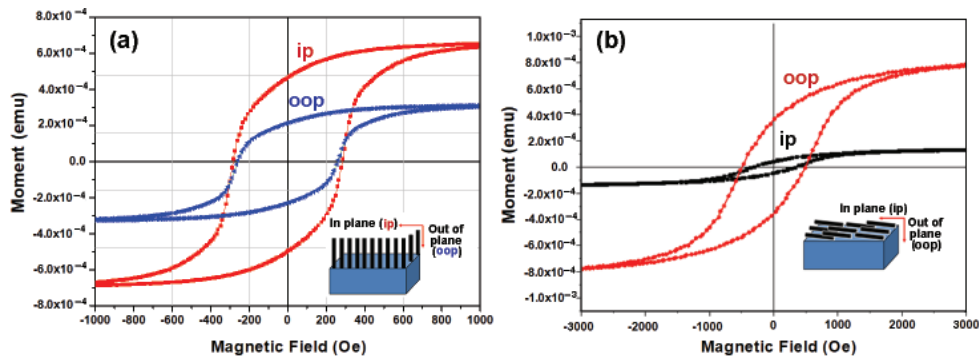 (a)
ip
oop
Moment (emu)
8.0x10⁻⁴
6.0x10⁻⁴
4.0x10⁻⁴
2.0x10⁻⁴
0.0
-2.0x10⁻⁴
-4.0x10⁻⁴
-6.0x10⁻⁴
-8.0x10⁻⁴
-1000 -800 -600 -400 -200 0 200 400 600 800 1000
Magnetic Field (Oe)
In plane (ip)
Out of
plane
(oop)
(b)
oop
ip
Moment (emu)
1.0x10⁻³
8.0x10⁻⁴
6.0x10⁻⁴
4.0x10⁻⁴
2.0x10⁻⁴
0.0
-2.0x10⁻⁴
-4.0x10⁻⁴
-6.0x10⁻⁴
-8.0x10⁻⁴
-1.0x10⁻³
-3000 -2000 -1000 0 1000 2000 3000
Magnetic Field (Oe)
In plane (ip)
Out of
plane
(oop)